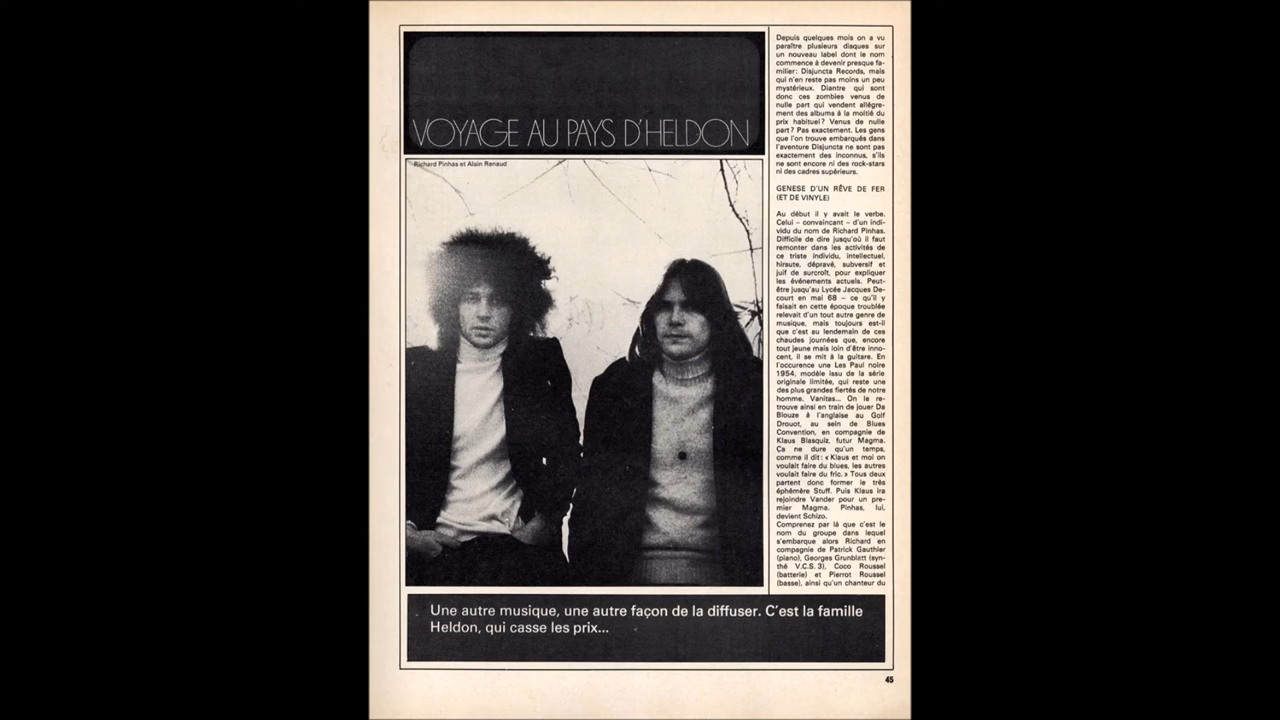 VOYAGE AU PAYS D'HELDON
Richard Pinhas et Alain Renaud
Depuis quelques mois on a vu
paraître plusieurs disques sur
un nouveau label dont le nom
commence à devenir presque fa-
milier: Disjuncta Records, mais
qui n'en reste pas moins un peu
mystérieux. Diantre qui sont
donc ces zombies venus de
nulle part qui vendent allègre-
ment des albums à la moitié du
prix habituel? Venus de nulle
part? Pas exactement. Les gens
que l'on trouve embarqués dans
l'aventure Disjuncta ne sont pas
exactement des inconnus, s'ils
ne sont encore ni des rock-stars
ni des cadres supérieurs.
GENESE D'UN RÊVE DE FER
(ET DE VINYLE)
Au début il y avait le verbe.
Celui – convaincant – d'un indi-
vidu du nom de Richard Pinhas.
Difficile de dire jusqu'où il faut
remonter dans les activités de
ce triste individu, intellectuel,
hirsute, dépravé, subversif et
juif de surcroît, pour expliquer
les événements actuels. Peut-
être jusqu'au Lycée Jacques De-
court en mai 68 – ce qu'il y
faisait en cette époque troublée
relevait d'un tout autre genre de
musique, mais toujours est-il
que c'est au lendemain de ces
chaudes journées que, encore
tout jeune mais loin d'être inno-
cent, il se mit à la guitare. En
l'occurence une Les Paul noire
1954, modèle issu de la série
originale limitée, qui reste une
des plus grandes fiertés de notre
homme. Vanitas... On le re-
trouve ainsi en train de jouer Da
Blouze à l'anglaise au Golf
Drouot, au sein de Blues
Convention, en compagnie de
Klaus Blasquiz, futur Magma.
Ça ne dure qu'un temps,
comme il dit: « Klaus et moi on
voulait faire du blues, les autres
voulait faire du fric. » Tous deux
partent donc former le très
éphémère Stuff. Puis Klaus ira
rejoindre Vander pour un pre-
mier Magma. Pinhas, lui,
devient Schizo.
Comprenez par là que c'est le
nom du groupe dans lequel
s'embarque alors Richard en
compagnie de Patrick Gauthier
(piano), Georges Grunblatt (syn-
thé V.C.S. 3), Coco Roussel
(batterie) et Pierrot Roussel
(basse), ainsi qu'un chanteur du
Une autre musique, une autre façon de la diffuser. C'est la famille
Heldon, qui casse les prix...
45